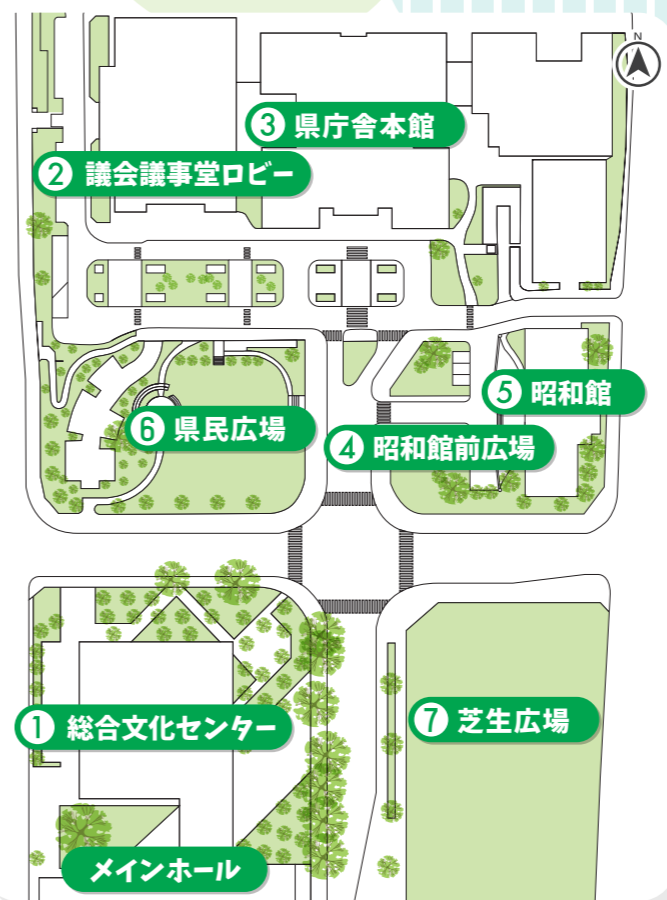 N
③ 県庁舎本館
② 議会議事堂ロビー
⑤ 昭和館
⑥ 県民広場
④ 昭和館前広場
① 総合文化センター
⑦ 芝生広場
メインホール